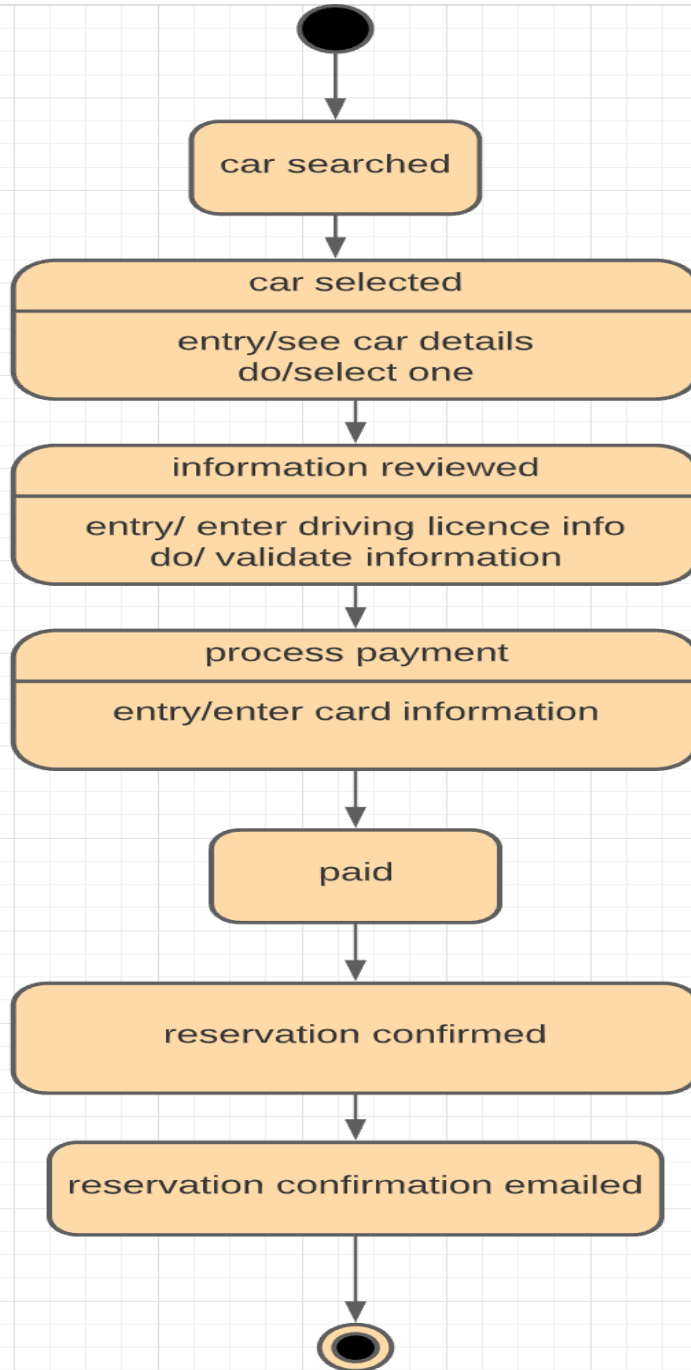 car searched
car selected
entry/see car details
do/select one
information reviewed
entry/ enter driving licence info
do/ validate information
process payment
entry/enter card information
paid
reservation confirmed
reservation confirmation emailed